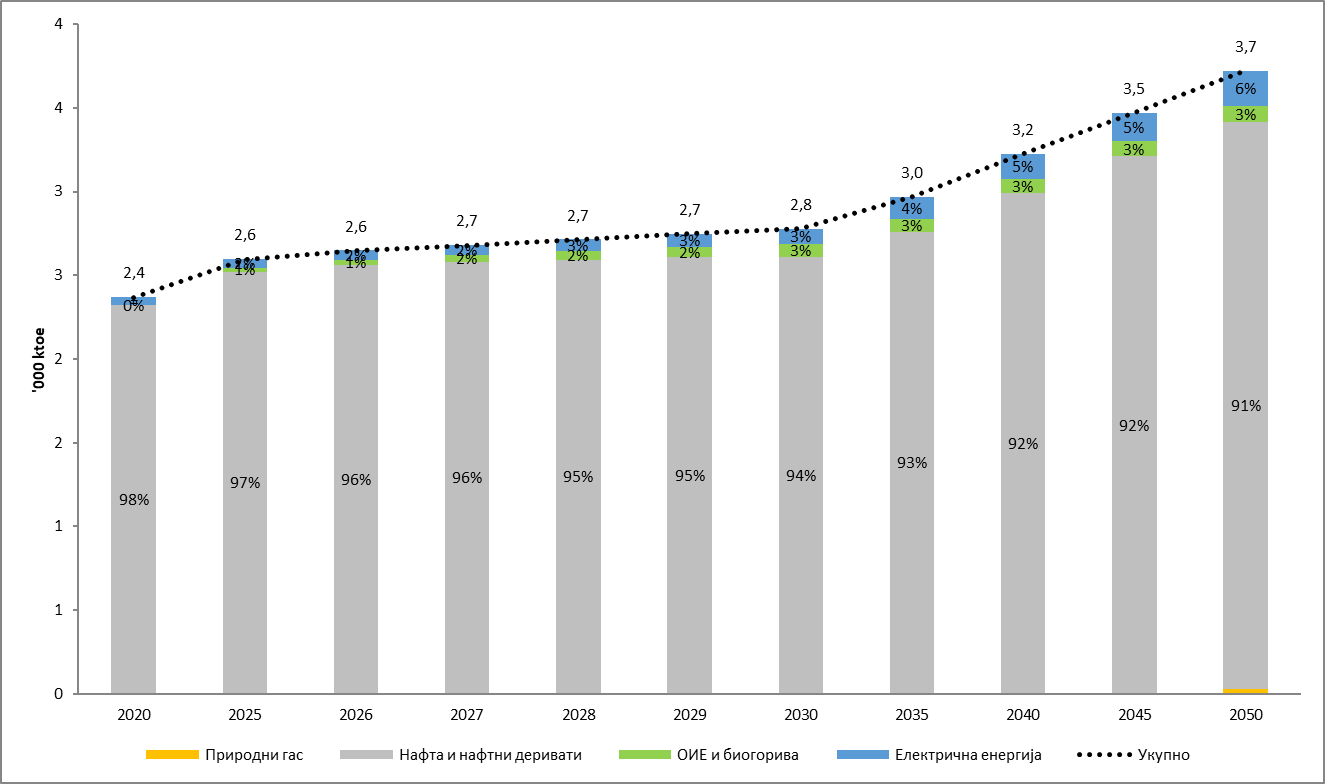 4
4
3
3
2
2
1
1
0
'000 ktoe
2,4 2,6 2,6 2,7 2,7 2,7 2,8 3,0 3,2 3,5 3,7
2% 2% 2% 3% 3% 3% 4% 5% 5% 6%
0% 1% 1% 2% 2% 2% 3% 3% 3% 3% 3%
98% 97% 96% 96% 95% 95% 94% 93% 92% 92% 91%
2020 2025 2026 2027 2028 2029 2030 2035 2040 2045 2050
Природни гас Нафта и нафтни деривати ОИЕ и биогорива Електрична енергија Укупно